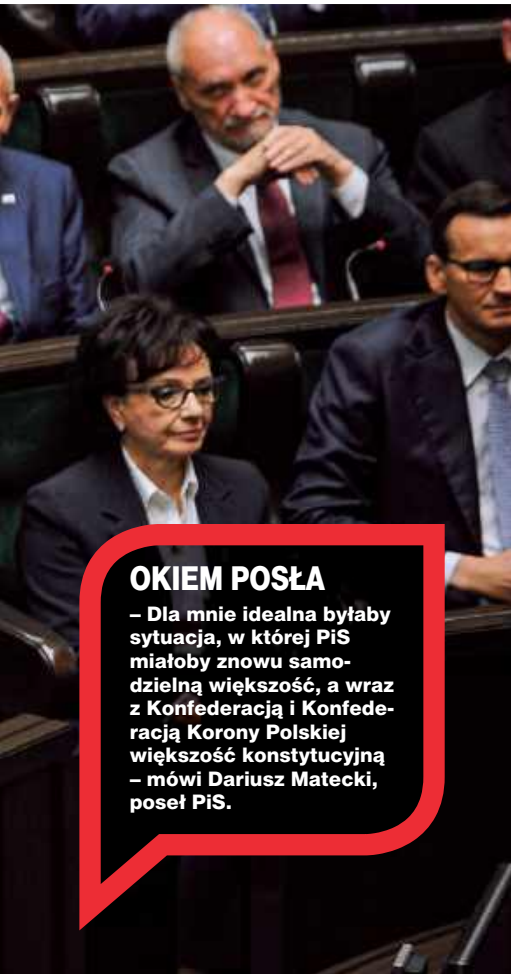 OKIEM POSŁA
– Dla mnie idealna byłaby
sytuacja, w której PiS
miałoby znowu samo-
dzielną większość, a wraz
z Konfederacją i Konfede-
racją Korony Polskiej
większość konstytucyjną
– mówi Dariusz Matecki,
poseł PiS.